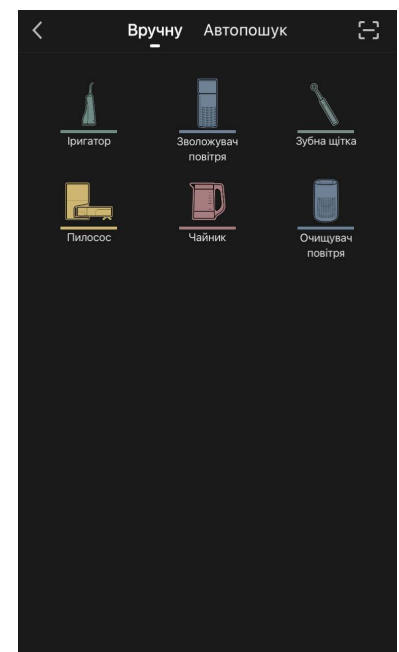 Вручну Автопошук
Іригатор
Зволожувач
повітря
Зубна щітка
Пилосос
Чайник
Очищувач
повітря